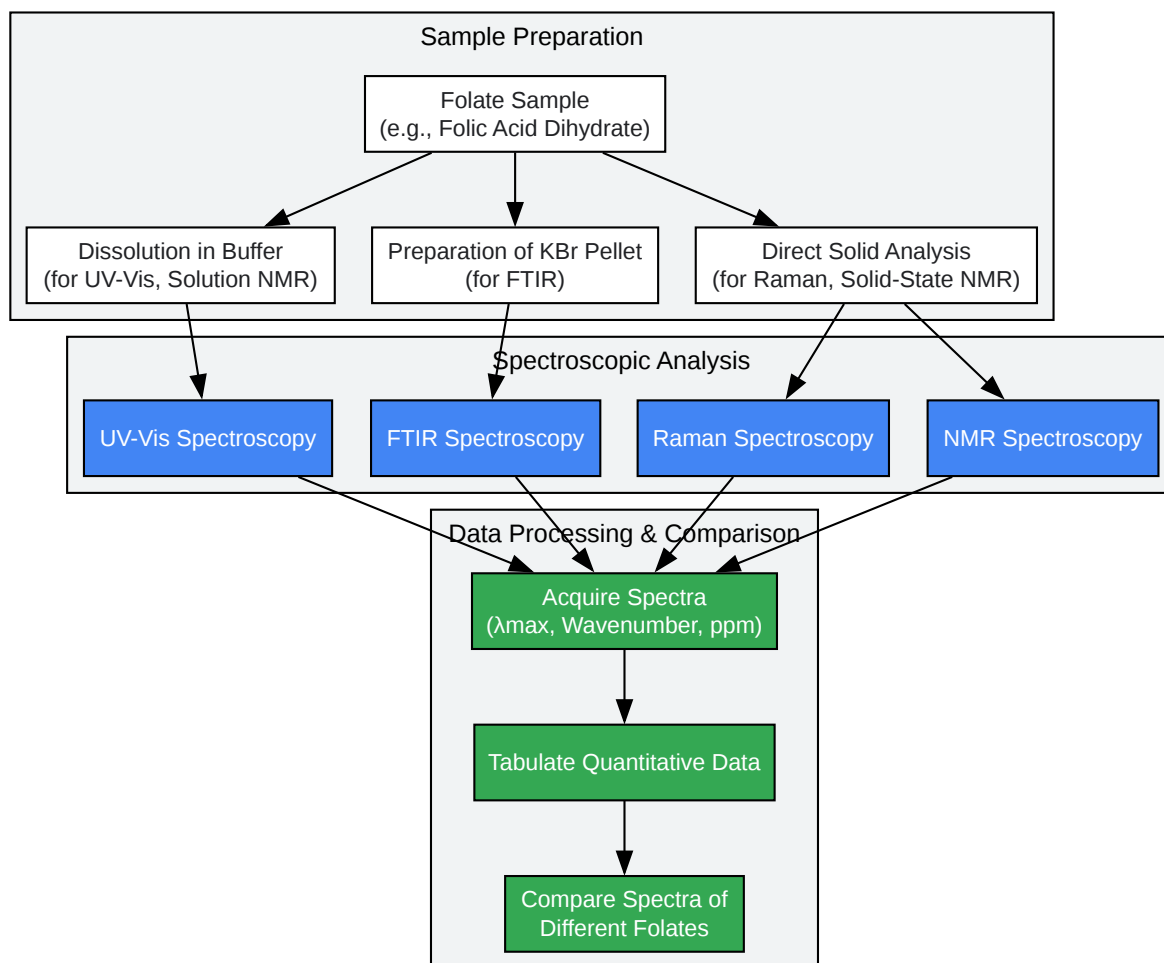 Sample Preparation
Folate Sample
(e.g., Folic Acid Dihydrate)
Dissolution in Buffer
(for UV-Vis, Solution NMR)
Preparation of KBr Pellet
(for FTIR)
Direct Solid Analysis
(for Raman, Solid-State NMR)
Spectroscopic Analysis
UV-Vis Spectroscopy
FTIR Spectroscopy
Raman Spectroscopy
NMR Spectroscopy
Data Processing & Comparison
Acquire Spectra
(λmax, Wavenumber, ppm)
Tabulate Quantitative Data
Compare Spectra of
Different Folates